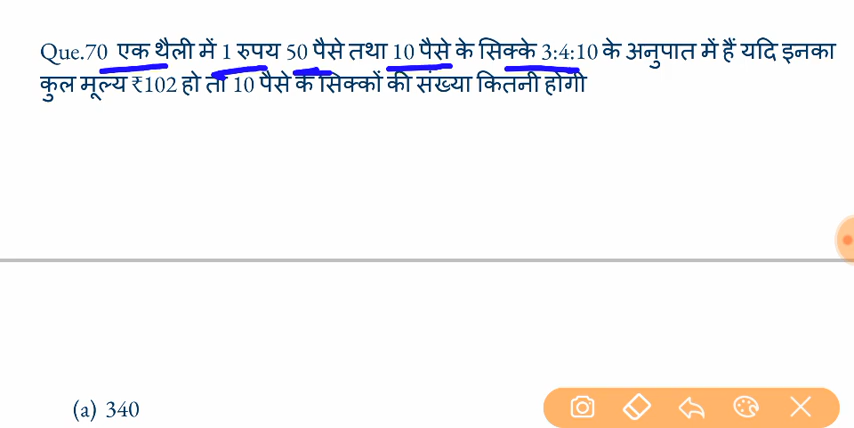 Que.70 एक थैली में 1 रुपय 50 पैसे तथा 10 पैसे के सिक्के 3:4:10 के अनुपात में हैं यदि इनका
कुल मूल्य ₹102 हो तो 10 पैसे के सिक्कों की संख्या कितनी होगी
(a) 340